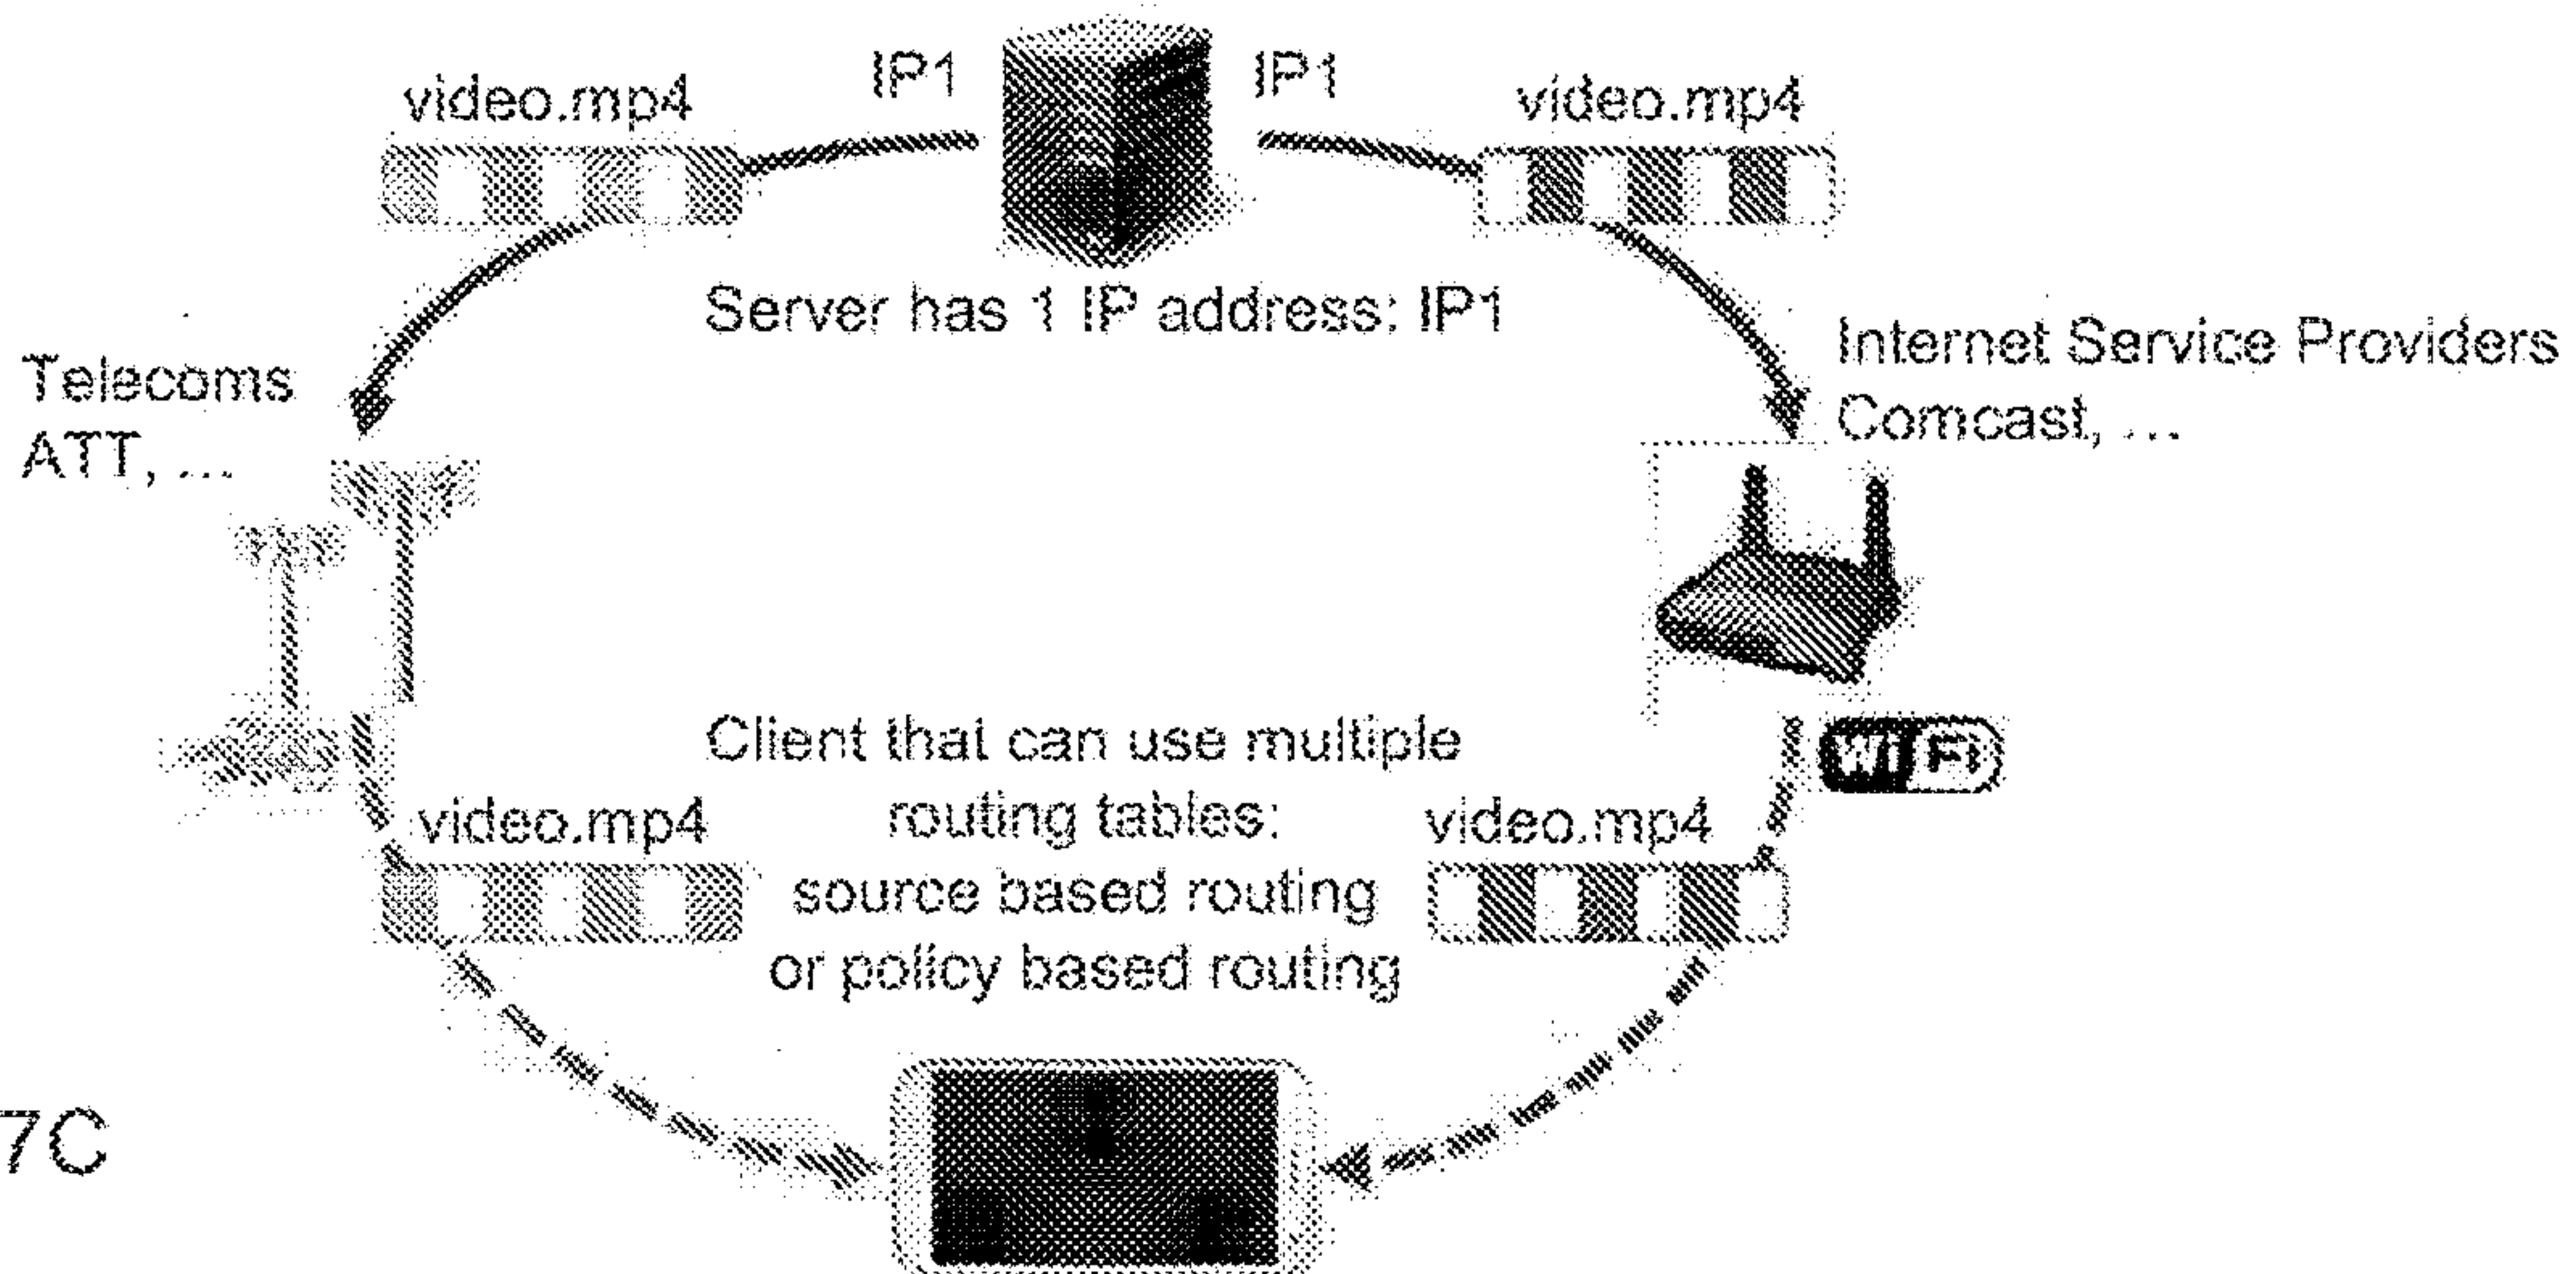 IP1
IP1
video.mp4
video.mp4
Server has 1 IP address: IP1
Telecoms
ATT, ...
Internet Service Providers
Comcast, ...
WiFi
Client that can use multiple
routing tables:
source based routing
or policy based routing
video.mp4
video.mp4
7C